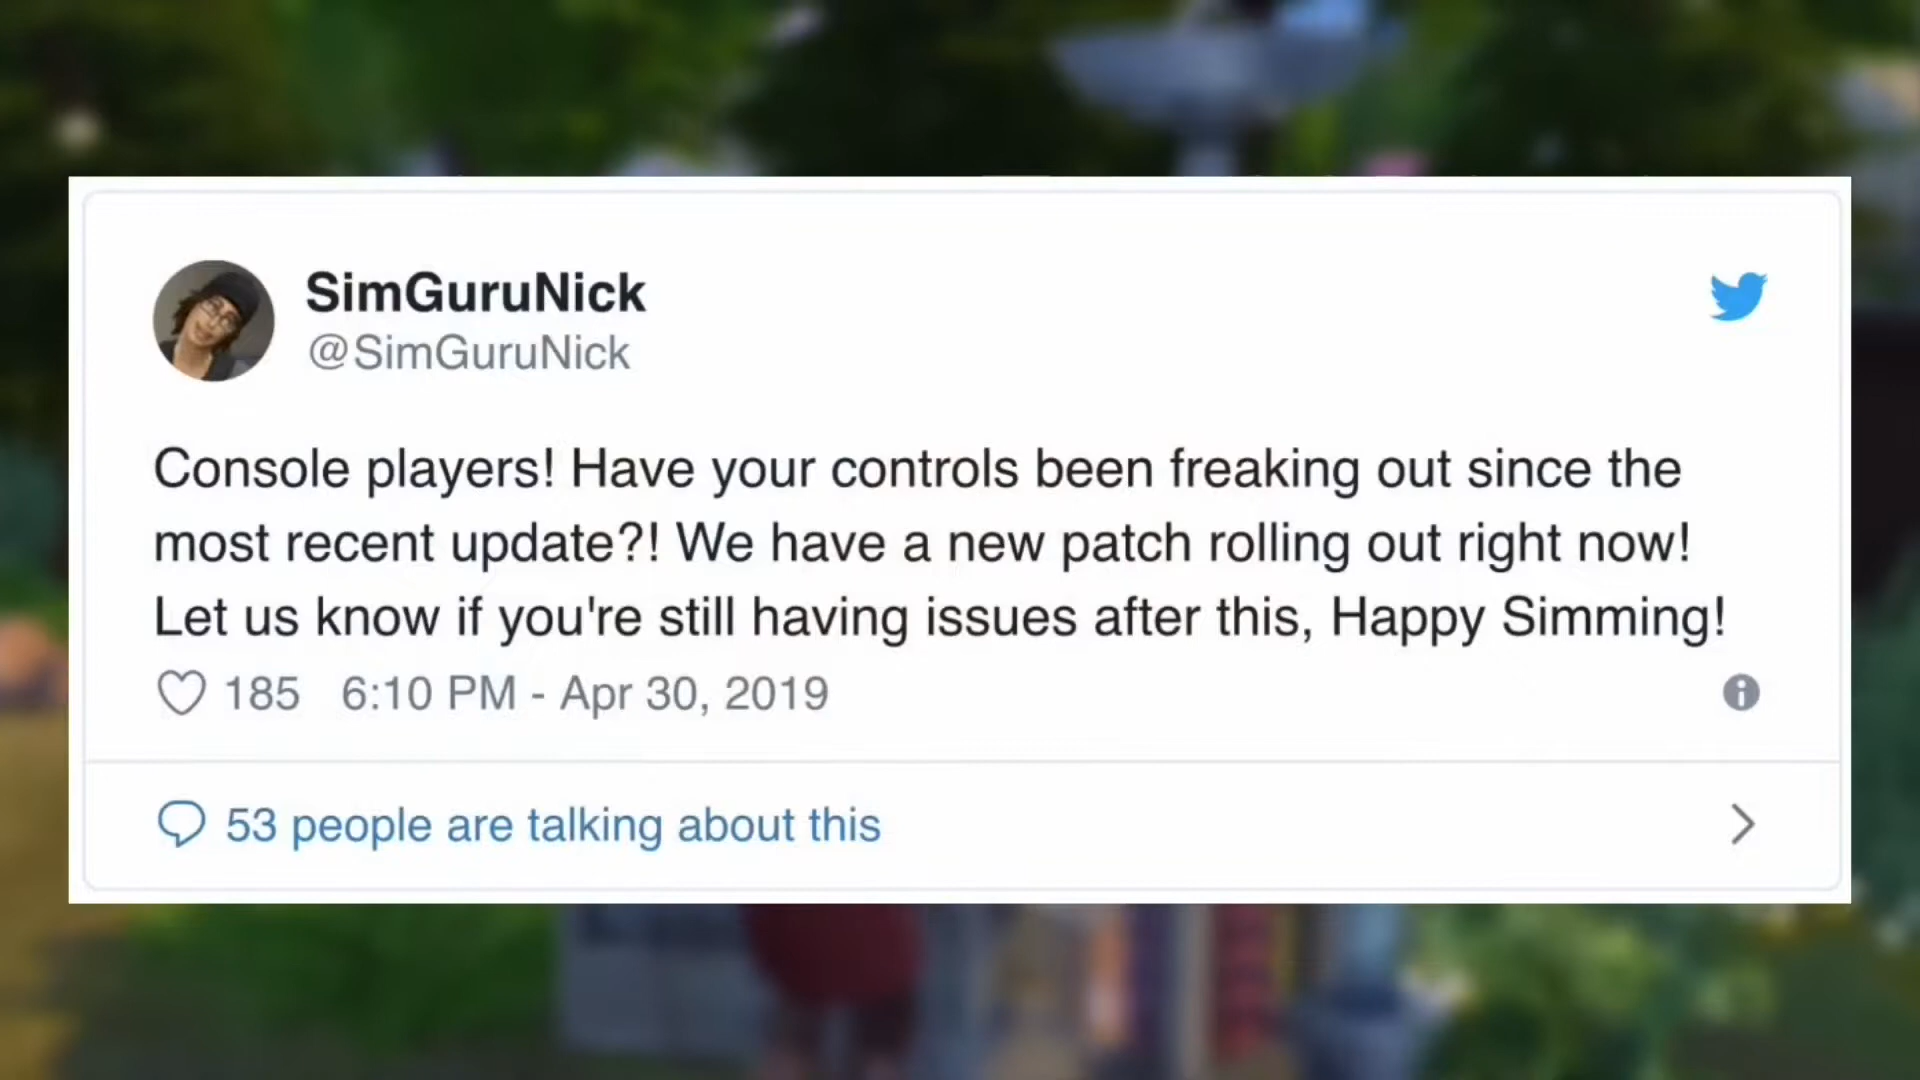 SimGuruNick
@SimGuruNick
Console players! Have your controls been freaking out since the
most recent update?! We have a new patch rolling out right now!
Let us know if you're still having issues after this, Happy Simming!
185 6:10 PM - Apr 30, 2019
53 people are talking about this